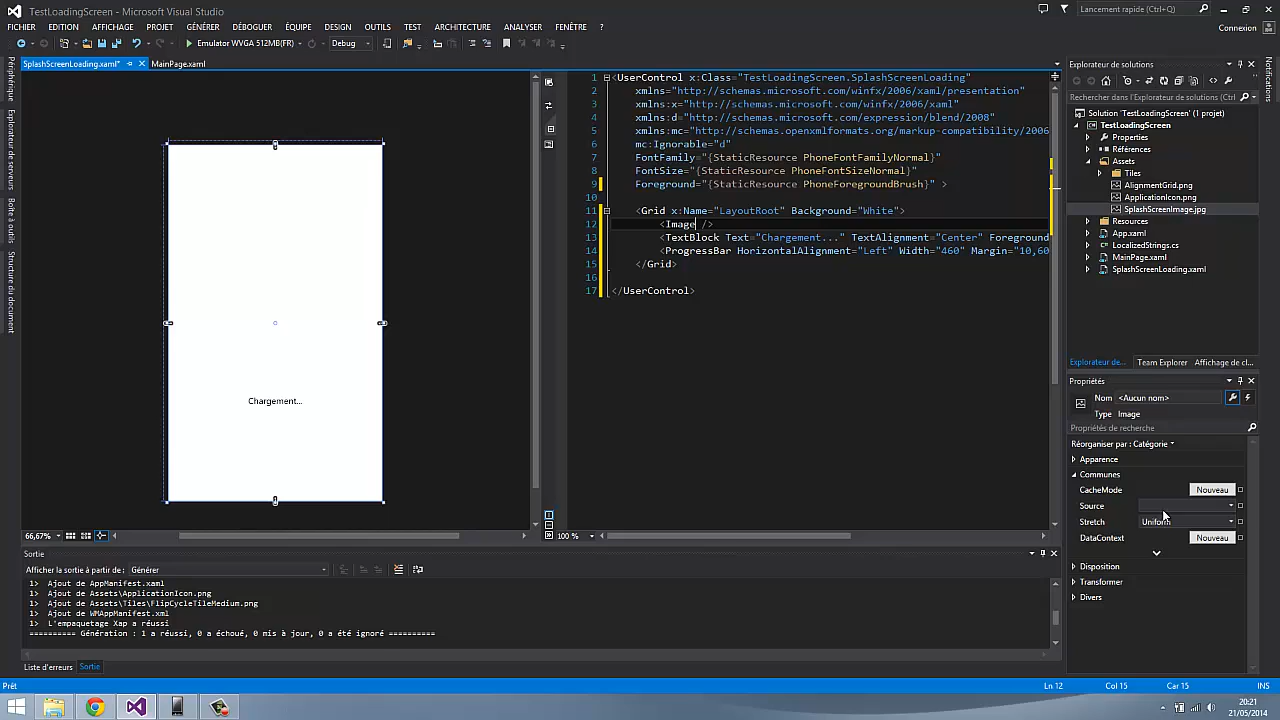 TestLoadingScreen - Microsoft Visual Studio
Lancement rapide (Ctrl+Q)
FICHIER EDITION AFFICHAGE PROJET GÉNÉRER DÉBOGUER ÉQUIPE DESIGN OUTILS TEST ARCHITECTURE ANALYSER FENÊTRE ?
Connexion
Emulator WVGA 512MB(FR) Debug
SplashScreenLoading.xaml* MainPage.xaml
Périphérique
Explorateur de serveurs
Boîte à outils
Structure du document
Chargement...
66,67%
1 <UserControl x:Class="TestLoadingScreen.SplashScreenLoading"
2 xmlns="http://schemas.microsoft.com/winfx/2006/xaml/presentation"
3 xmlns:x="http://schemas.microsoft.com/winfx/2006/xaml"
4 xmlns:d="http://schemas.microsoft.com/expression/blend/2008"
5 xmlns:mc="http://schemas.openxmlformats.org/markup-compatibility/2006
6 mc:Ignorable="d"
7 FontFamily="{StaticResource PhoneFontFamilyNormal}"
8 FontSize="{StaticResource PhoneFontSizeNormal}"
9 Foreground="{StaticResource PhoneForegroundBrush}" >
10
11 <Grid x:Name="LayoutRoot" Background="White">
12 <Image />
13 <TextBlock Text="Chargement..." TextAlignment="Center" Foreground
14 <ProgressBar HorizontalAlignment="Left" Width="460" Margin="10,60
15 </Grid>
16
17 </UserControl>
100 %
Explorateur de solutions
Rechercher dans l'Explorateur de solutions (Ctrl
Solution 'TestLoadingScreen' (1 projet)
TestLoadingScreen
Properties
Références
Assets
Tiles
AlignmentGrid.png
ApplicationIcon.png
SplashScreenImage.jpg
Resources
App.xaml
LocalizedStrings.cs
MainPage.xaml
SplashScreenLoading.xaml
Explorateur de... Team Explorer Affichage de cl...
Notifications
Propriétés
Nom <Aucun nom>
Type Image
Propriétés de recherche
Réorganiser par : Catégorie
Apparence
Communes
CacheMode Nouveau
Source
Stretch Uniform
DataContext Nouveau
Disposition
Transformer
Divers
Sortie
Afficher la sortie à partir de : Générer
1> Ajout de AppManifest.xaml
1> Ajout de Assets\ApplicationIcon.png
1> Ajout de Assets\Tiles\FlipCycleTileMedium.png
1> Ajout de WMAppManifest.xml
1> L'empaquetage Xap a réussi
========== Génération : 1 a réussi, 0 a échoué, 0 mis à jour, 0 a été ignoré ==========
Liste d'erreurs Sortie
Prêt Ln 12 Col 15 Car 15 INS
20:21
21/05/2014